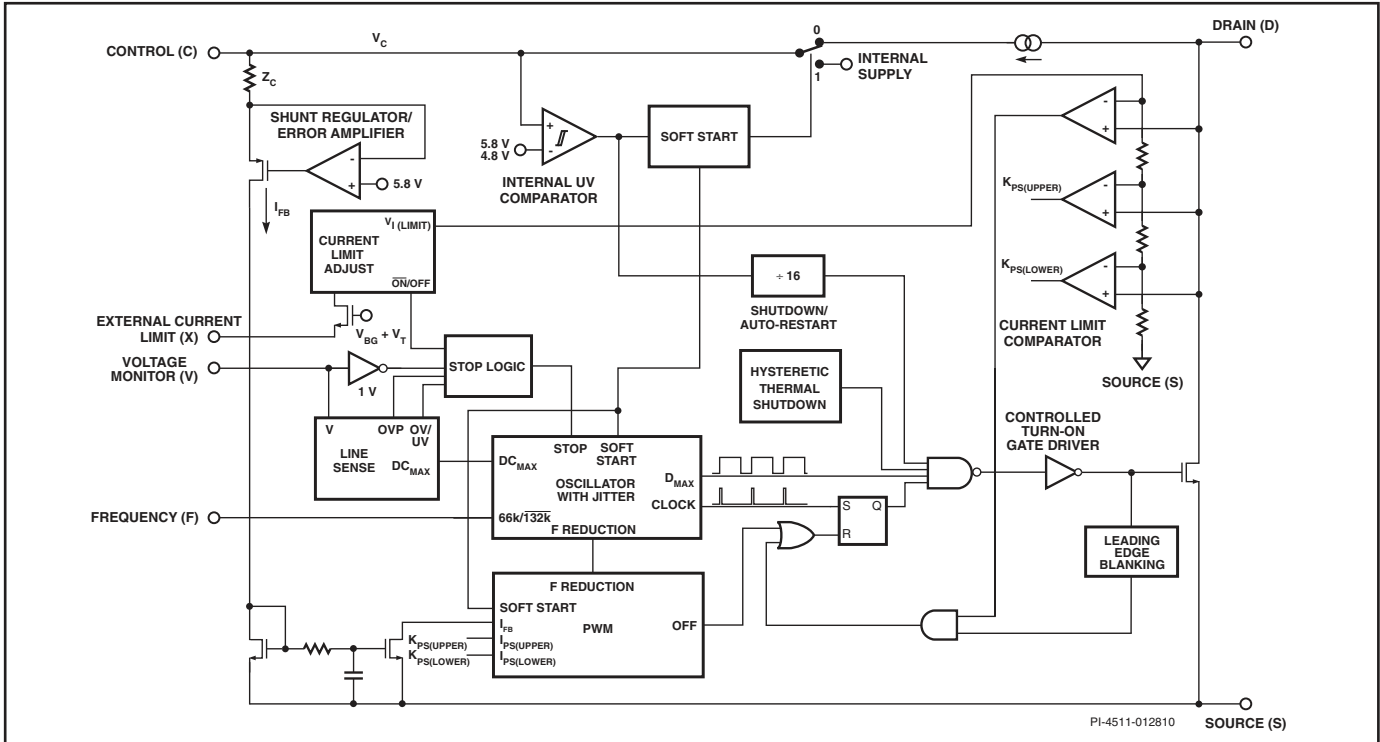 0
DRAIN (D)
V_C
CONTROL (C)
Z_C
INTERNAL
SUPPLY
1
SHUNT REGULATOR/
ERROR AMPLIFIER
-
+
5.8 V
I_FB
+
-
5.8 V
4.8 V
INTERNAL UV
COMPARATOR
SOFT START
-
+
K_PS(UPPER)
-
+
K_PS(LOWER)
-
+
CURRENT LIMIT
COMPARATOR
SOURCE (S)
V_I (LIMIT)
CURRENT
LIMIT
ADJUST
O̅N̅/OFF
÷ 16
SHUTDOWN/
AUTO-RESTART
EXTERNAL CURRENT
LIMIT (X)
V_BG + V_T
VOLTAGE
MONITOR (V)
1 V
STOP LOGIC
HYSTERETIC
THERMAL
SHUTDOWN
CONTROLLED
TURN-ON
GATE DRIVER
V
OVP
OV/
UV
LINE
SENSE
DC_MAX
STOP
SOFT
START
DC_MAX
OSCILLATOR
WITH JITTER
D_MAX
CLOCK
66k/1̅3̅2̅k̅
F REDUCTION
FREQUENCY (F)
S
Q
R
LEADING
EDGE
BLANKING
F REDUCTION
SOFT START
I_FB
PWM
OFF
K_PS(UPPER)
I_PS(UPPER)
K_PS(LOWER)
I_PS(LOWER)
PI-4511-012810
SOURCE (S)